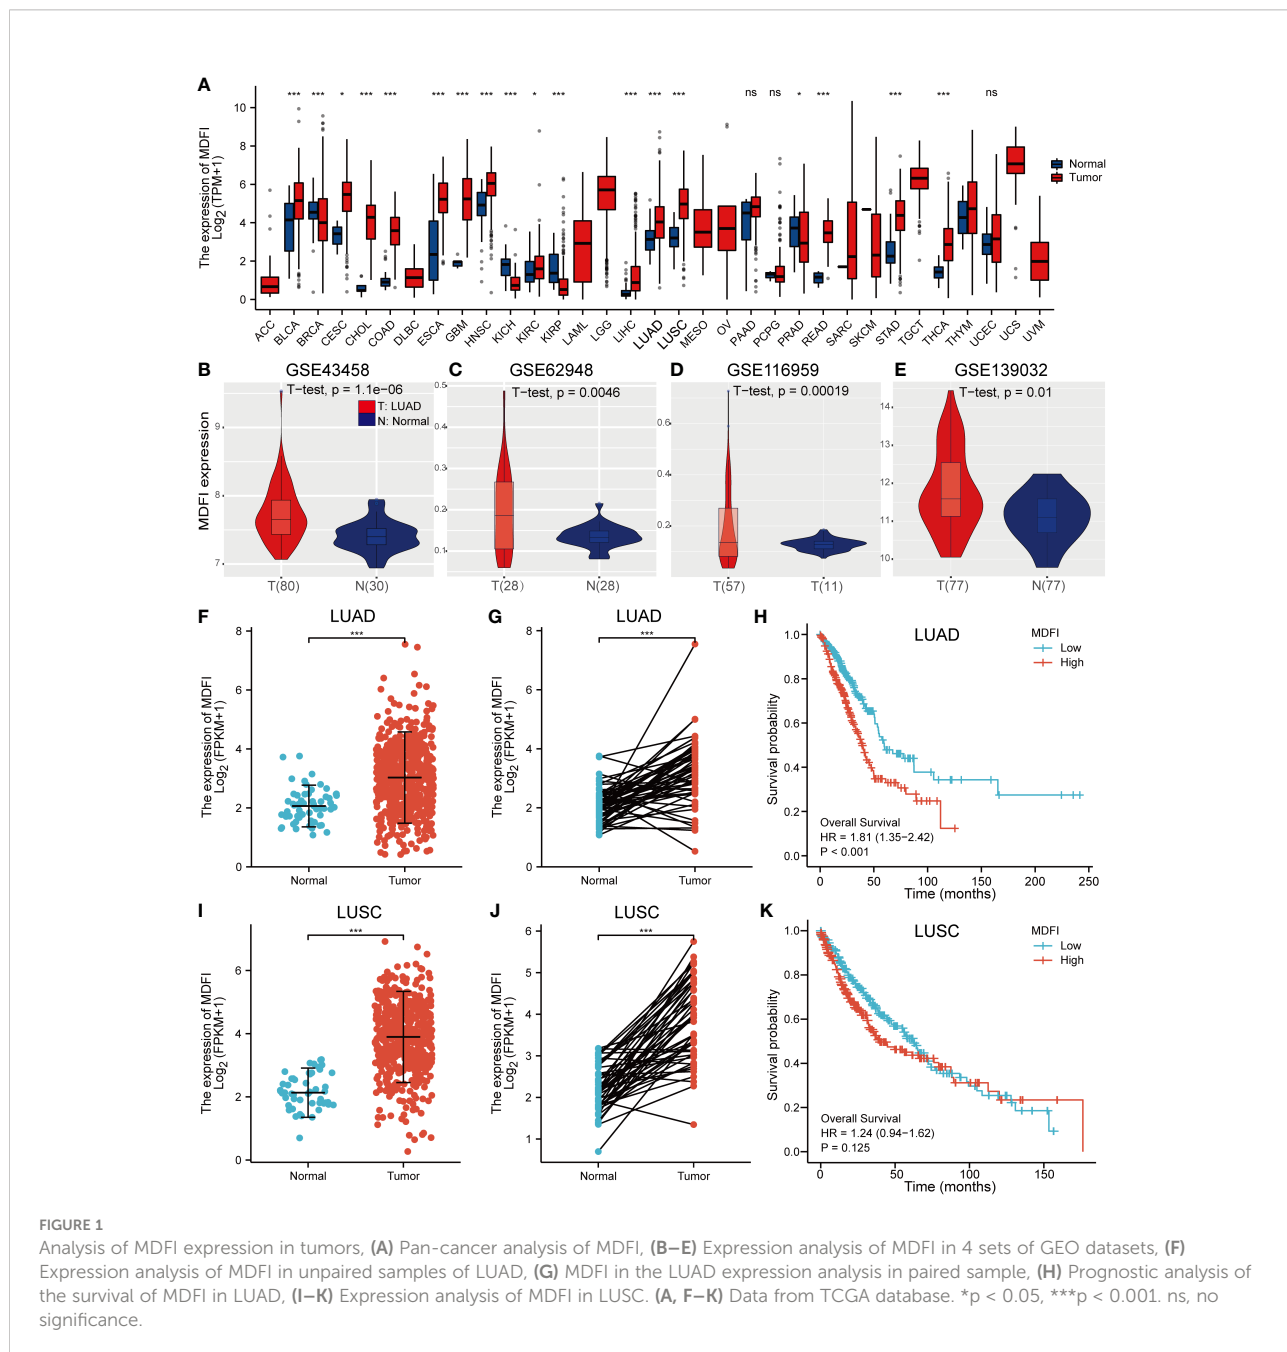 A
The expression of MDFI
Log2 (TPM+1)
10
8
6
4
2
0
*** *** * *** *** *** *** *** *** * *** *** *** *** ns ns * *** *** *** ns
Normal
Tumor
ACC BLCA BRCA CESC CHOL COAD DLBC ESCA GBM HNSC KICH KIRC KIRP LAML LGG LIHC LUAD LUSC MESO OV PAAD PCPG PRAD READ SARC SKCM STAD TGCT THCA THYM UCEC UCS UVM
B
GSE43458
T-test, p = 1.1e-06
T: LUAD
N: Normal
MDFI expression
9
8
7
T(80) N(30)
C
GSE62948
T-test, p = 0.0046
0.5
0.4
0.3
0.2
0.1
T(28) N(28)
D
GSE116959
T-test, p = 0.00019
0.6
0.4
0.2
T(57) T(11)
E
GSE139032
T-test, p = 0.01
14
13
12
11
10
T(77) N(77)
F
LUAD
***
The expression of MDFI
Log2 (FPKM+1)
8
6
4
2
0
Normal Tumor
G
LUAD
***
The expression of MDFI
Log2 (FPKM+1)
8
6
4
2
0
Normal Tumor
H
LUAD
MDFI
Low
High
Survival probability
1.0
0.8
0.6
0.4
0.2
0.0
Overall Survival
HR = 1.81 (1.35−2.42)
P < 0.001
0 50 100 150 200 250
Time (months)
I
LUSC
***
The expression of MDFI
Log2 (FPKM+1)
6
4
2
0
Normal Tumor
J
LUSC
***
The expression of MDFI
Log2 (FPKM+1)
6
5
4
3
2
1
Normal Tumor
K
LUSC
MDFI
Low
High
Survival probability
1.0
0.8
0.6
0.4
0.2
0.0
Overall Survival
HR = 1.24 (0.94−1.62)
P = 0.125
0 50 100 150
Time (months)
FIGURE 1
Analysis of MDFI expression in tumors, (A) Pan-cancer analysis of MDFI, (B–E) Expression analysis of MDFI in 4 sets of GEO datasets, (F)
Expression analysis of MDFI in unpaired samples of LUAD, (G) MDFI in the LUAD expression analysis in paired sample, (H) Prognostic analysis of
the survival of MDFI in LUAD, (I–K) Expression analysis of MDFI in LUSC. (A, F–K) Data from TCGA database. *p < 0.05, ***p < 0.001. ns, no
significance.